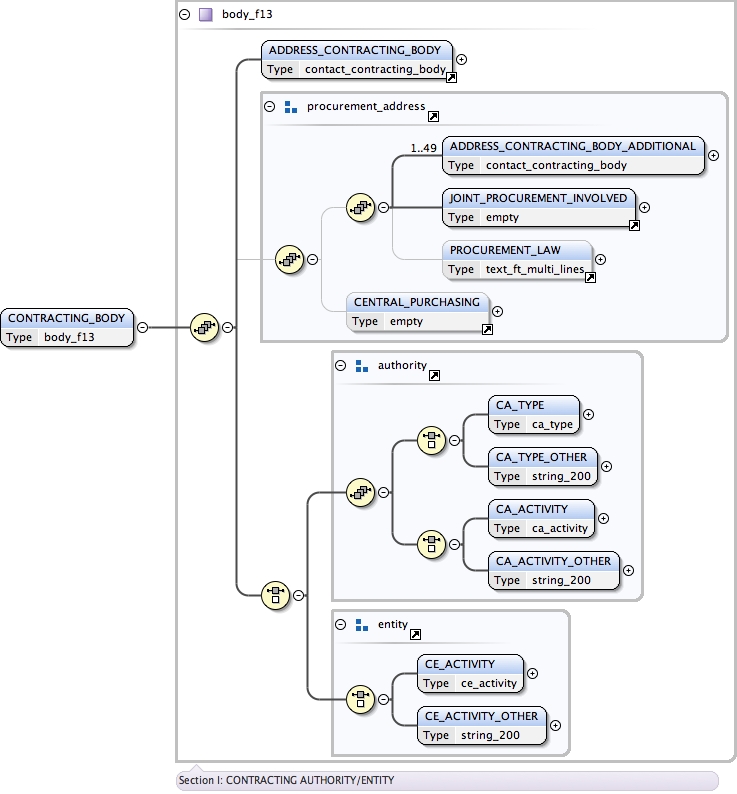 body_f13
ADDRESS_CONTRACTING_BODY
Type contact_contracting_body
procurement_address
1..49
ADDRESS_CONTRACTING_BODY_ADDITIONAL
Type contact_contracting_body
JOINT_PROCUREMENT_INVOLVED
Type empty
PROCUREMENT_LAW
Type text_ft_multi_lines
CENTRAL_PURCHASING
Type empty
CONTRACTING_BODY
Type body_f13
authority
CA_TYPE
Type ca_type
CA_TYPE_OTHER
Type string_200
CA_ACTIVITY
Type ca_activity
CA_ACTIVITY_OTHER
Type string_200
entity
CE_ACTIVITY
Type ce_activity
CE_ACTIVITY_OTHER
Type string_200
Section I: CONTRACTING AUTHORITY/ENTITY